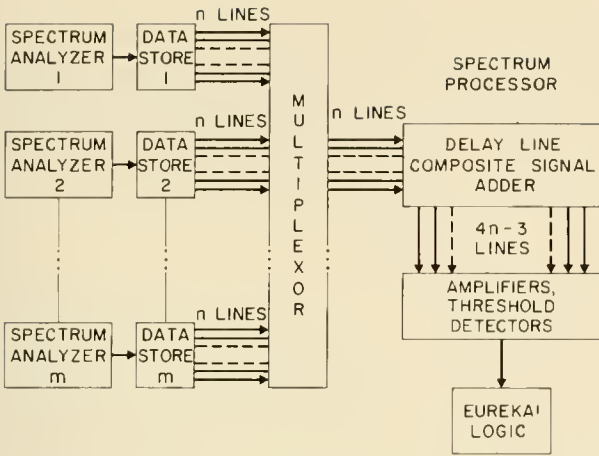 n LINES
SPECTRUM
ANALYZER
1
DATA
STORE
1
n LINES
SPECTRUM
ANALYZER
2
DATA
STORE
2
n LINES
SPECTRUM
ANALYZER
m
DATA
STORE
m
MULTIPLEXOR
n LINES
SPECTRUM
PROCESSOR
DELAY LINE
COMPOSITE SIGNAL
ADDER
4n-3
LINES
AMPLIFIERS,
THRESHOLD
DETECTORS
EUREKA!
LOGIC